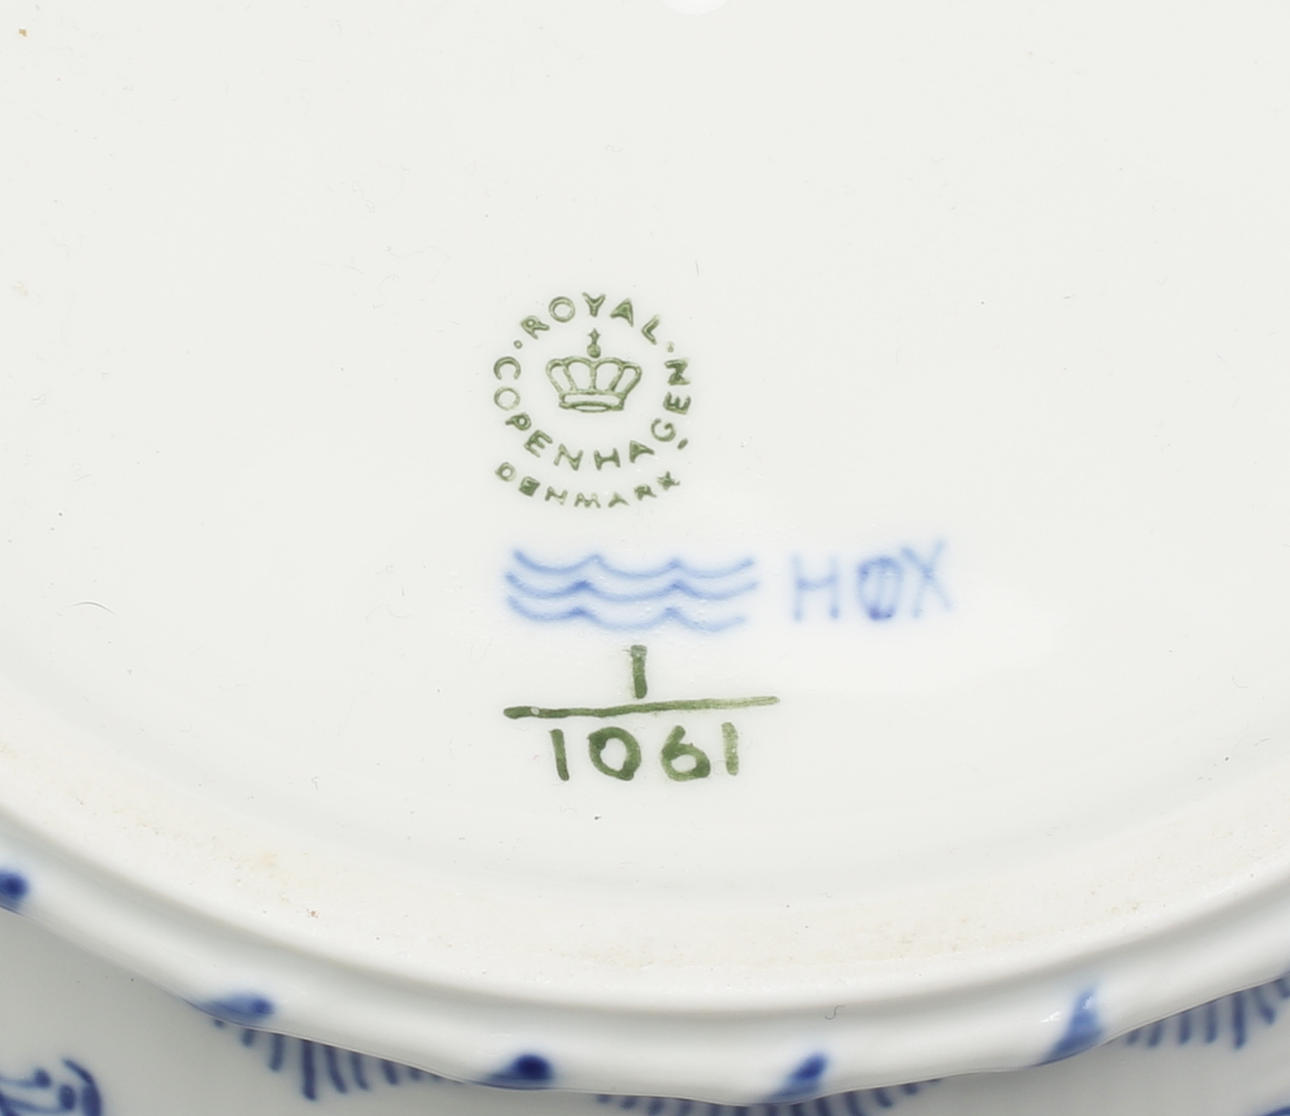 ROYAL
COPENHAGEN
DENMARK
HØX
1
1061